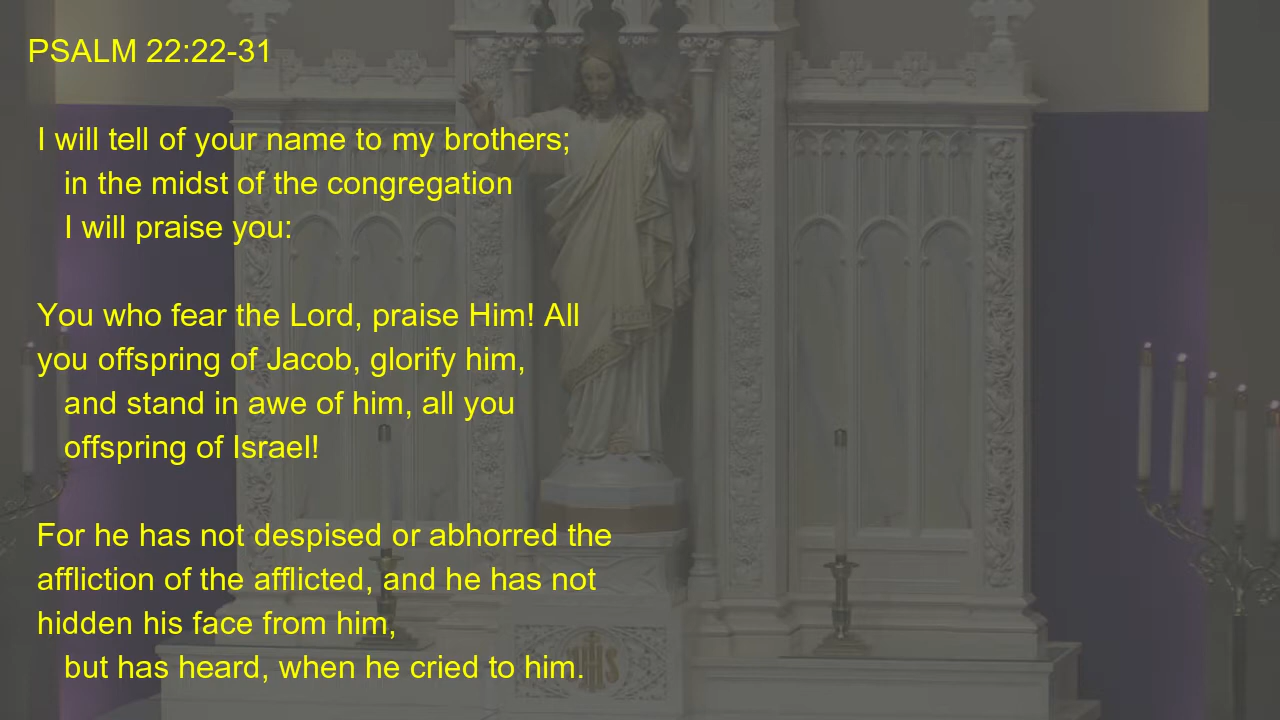 PSALM 22:22-31
I will tell of your name to my brothers;
in the midst of the congregation
I will praise you:
You who fear the Lord, praise Him! All
you offspring of Jacob, glorify him,
and stand in awe of him, all you
offspring of Israel!
For he has not despised or abhorred the
affliction of the afflicted, and he has not
hidden his face from him,
but has heard, when he cried to him.
IHS